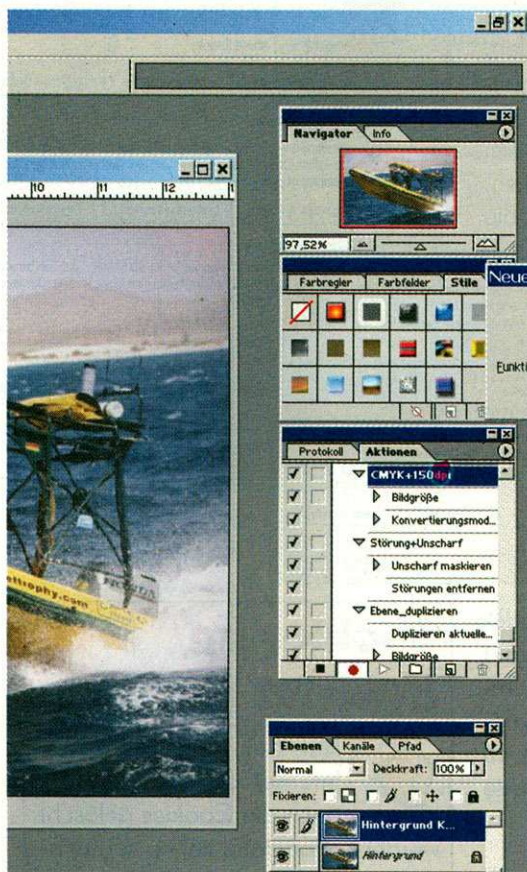 Navigator Info
10 11 12 1
97,52%
Farbregler Farbfelder Stile
Neue
Funkti
Protokoll Aktionen
CMYK+150dpi
Bildgröße
Konvertierungsmod...
Störung+Unscharf
Unscharf maskieren
Störungen entfernen
Ebene_duplizieren
Duplizieren aktuelle...
Bildgröße
ettrophy.com
HONDA
Ebenen Kanäle Pfad
Normal Deckkraft: 100%
Fixieren:
Hintergrund K...
Hintergrund